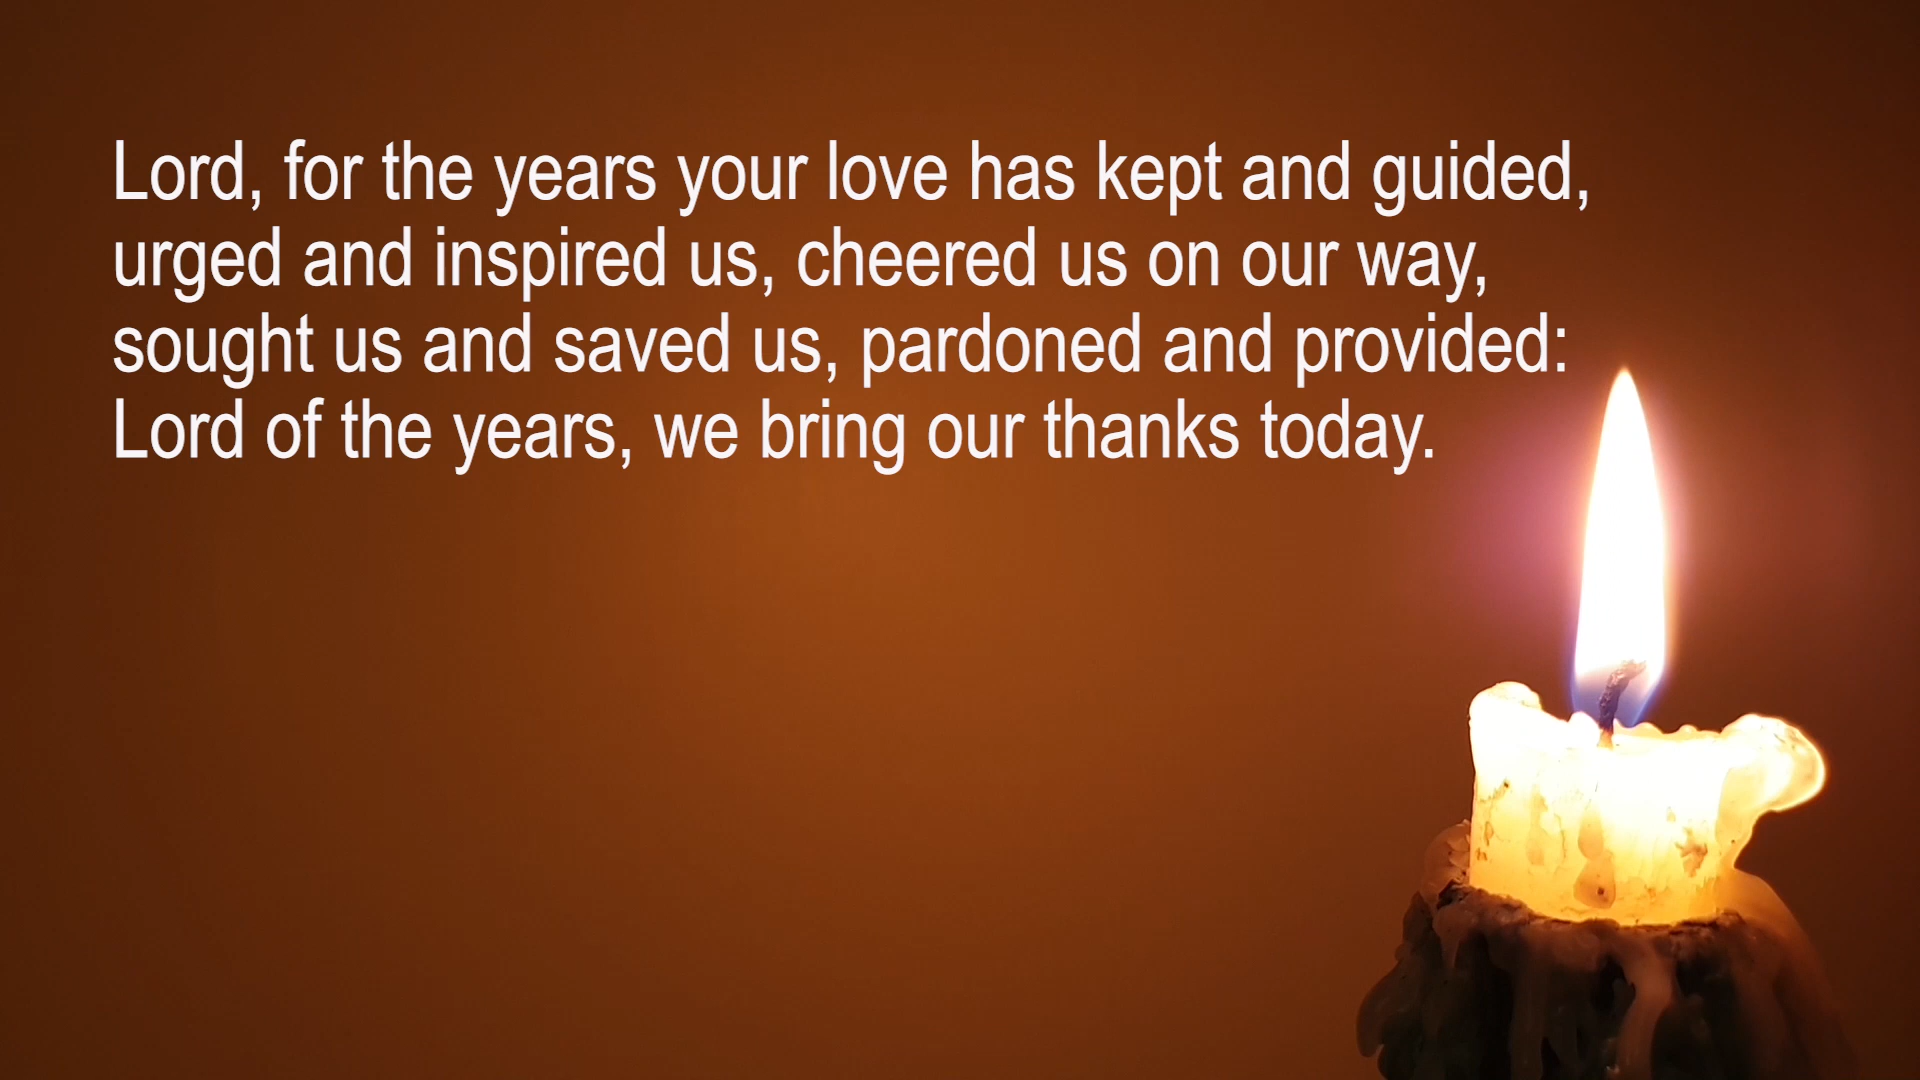 Lord, for the years your love has kept and guided,
urged and inspired us, cheered us on our way,
sought us and saved us, pardoned and provided:
Lord of the years, we bring our thanks today.